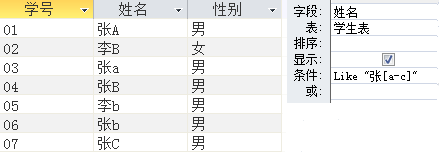 学号 姓名 性别
01 张A 男
02 李B 女
03 张a 男
04 张B 男
05 李b 男
06 张b 男
07 张C 男
字段: 姓名
表: 学生表
排序:
显示:
条件: Like "张[a-c]"
或: